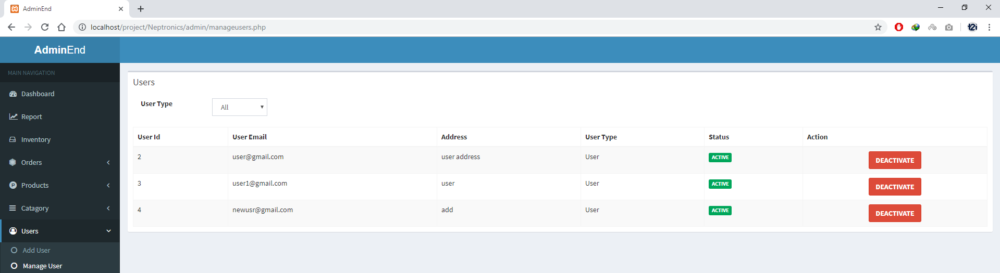 AdminEnd
localhost/project/Neptronics/admin/manageusers.php
AdminEnd
MAIN NAVIGATION
Dashboard
Report
Inventory
Orders
Products
Catagory
Users
Add User
Manage User
Users
User Type All
User Id User Email Address User Type Status Action
2 user@gmail.com user address User ACTIVE DEACTIVATE
3 user1@gmail.com user User ACTIVE DEACTIVATE
4 newusr@gmail.com add User ACTIVE DEACTIVATE